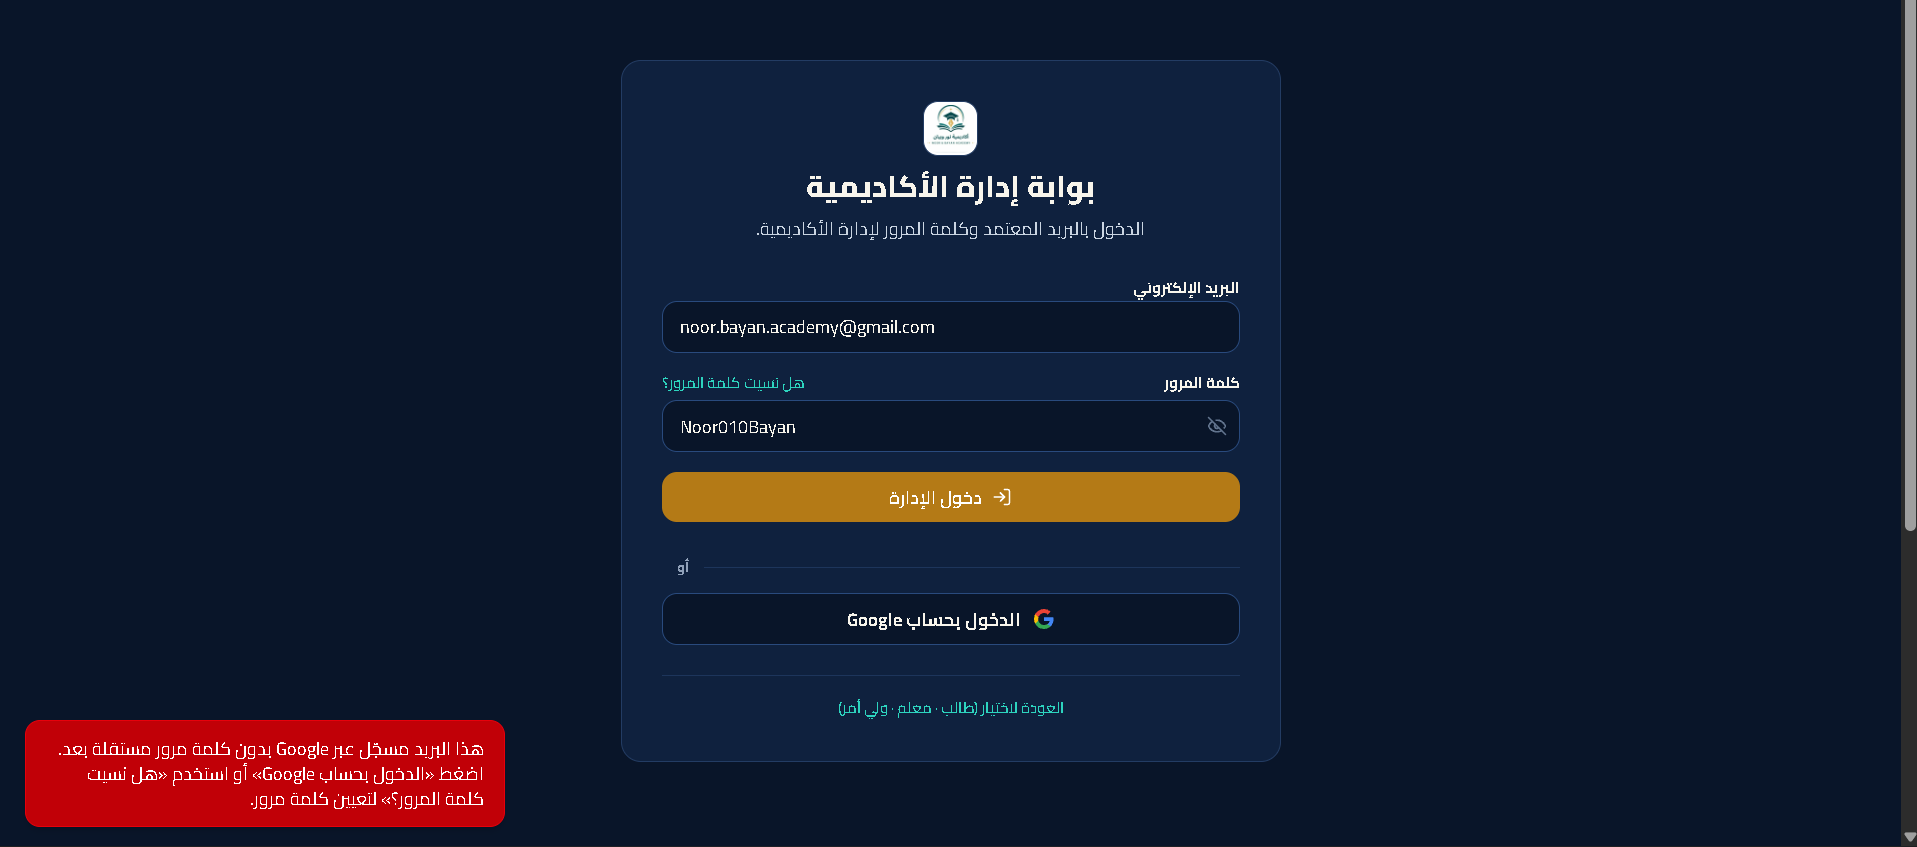 أكاديمية نور وبيان
بوابة إدارة الأكاديمية
الدخول بالبريد المعتمد وكلمة المرور لإدارة الأكاديمية.
البريد الإلكتروني
noor.bayan.academy@gmail.com
كلمة المرور
هل نسيت كلمة المرور؟
Noor010Bayan
دخول الإدارة
أو
الدخول بحساب Google
العودة لاختيار (طالب · معلم · ولي أمر)
هذا البريد مسجّل عبر Google بدون كلمة مرور مستقلة بعد.
اضغط «الدخول بحساب Google» أو استخدم «هل نسيت
كلمة المرور؟» لتعيين كلمة مرور.